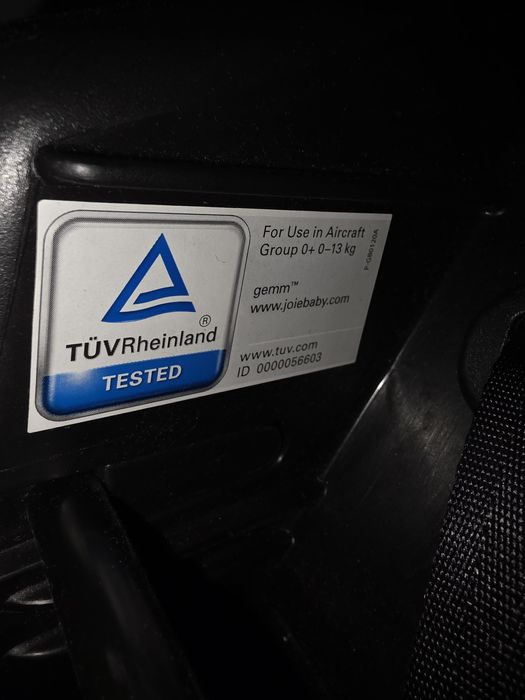 For Use in Aircraft
Group 0+ 0–13 kg
gemm™
www.joiebaby.com
www.tuv.com
ID 0000056603
P-GB0120A
TÜVRheinland®
TESTED